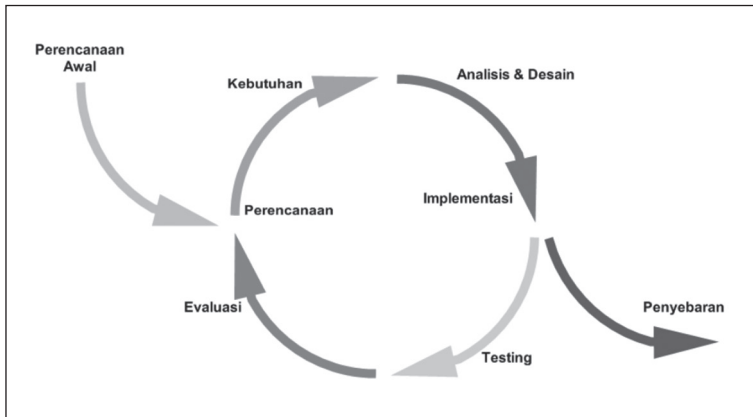 Perencanaan
Awal
Kebutuhan
Analisis & Desain
Perencanaan
Implementasi
Evaluasi
Testing
Penyebaran